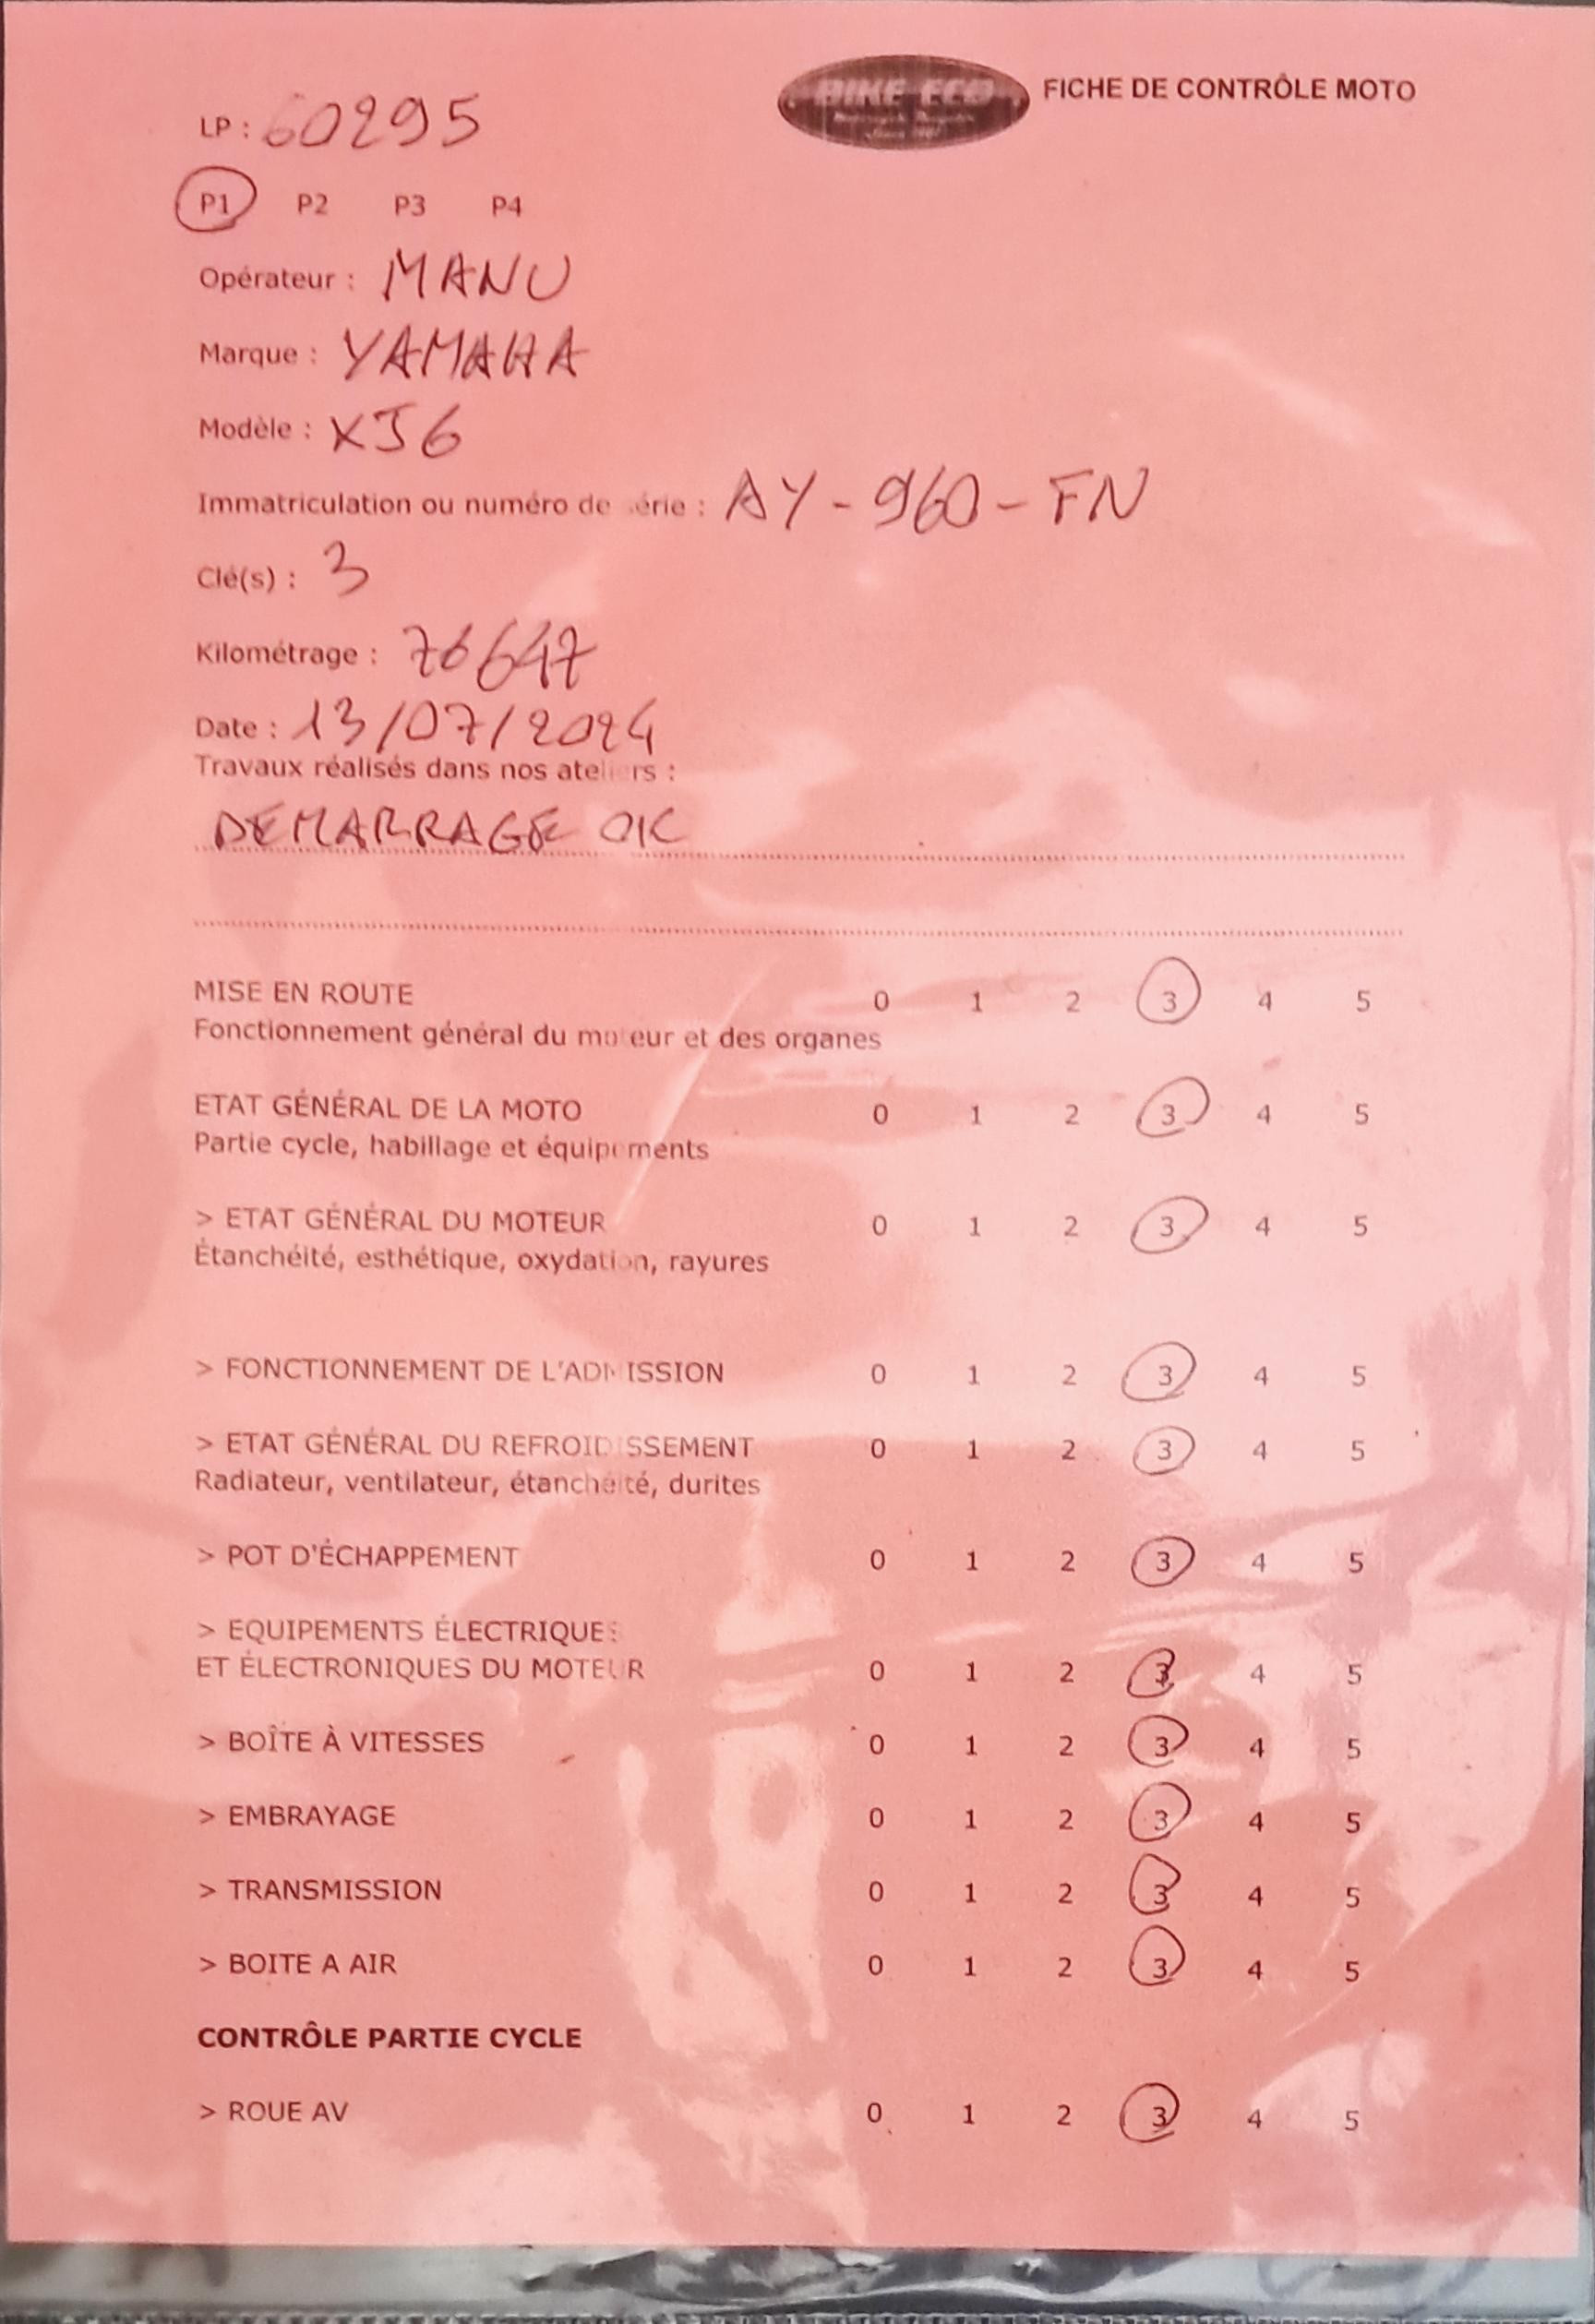 BIKE ECO
FICHE DE CONTRÔLE MOTO
LP : 60295
P1 P2 P3 P4
Opérateur : MANU
Marque : YAMAHA
Modèle : XJ6
Immatriculation ou numéro de série : AY-960-FN
Clé(s) : 3
Kilométrage : 76647
Date : 13/07/2024
Travaux réalisés dans nos ateliers :
DEMARRAGE OK
MISE EN ROUTE 0 1 2 3 4 5
Fonctionnement général du moteur et des organes
ETAT GÉNÉRAL DE LA MOTO 0 1 2 3 4 5
Partie cycle, habillage et équipements
> ETAT GÉNÉRAL DU MOTEUR 0 1 2 3 4 5
Étanchéité, esthétique, oxydation, rayures
> FONCTIONNEMENT DE L'ADMISSION 0 1 2 3 4 5
> ETAT GÉNÉRAL DU REFROIDISSEMENT 0 1 2 3 4 5
Radiateur, ventilateur, étanchéité, durites
> POT D'ÉCHAPPEMENT 0 1 2 3 4 5
> EQUIPEMENTS ÉLECTRIQUES
ET ÉLECTRONIQUES DU MOTEUR 0 1 2 3 4 5
> BOÎTE À VITESSES 0 1 2 3 4 5
> EMBRAYAGE 0 1 2 3 4 5
> TRANSMISSION 0 1 2 3 4 5
> BOITE A AIR 0 1 2 3 4 5
CONTRÔLE PARTIE CYCLE
> ROUE AV 0 1 2 3 4 5